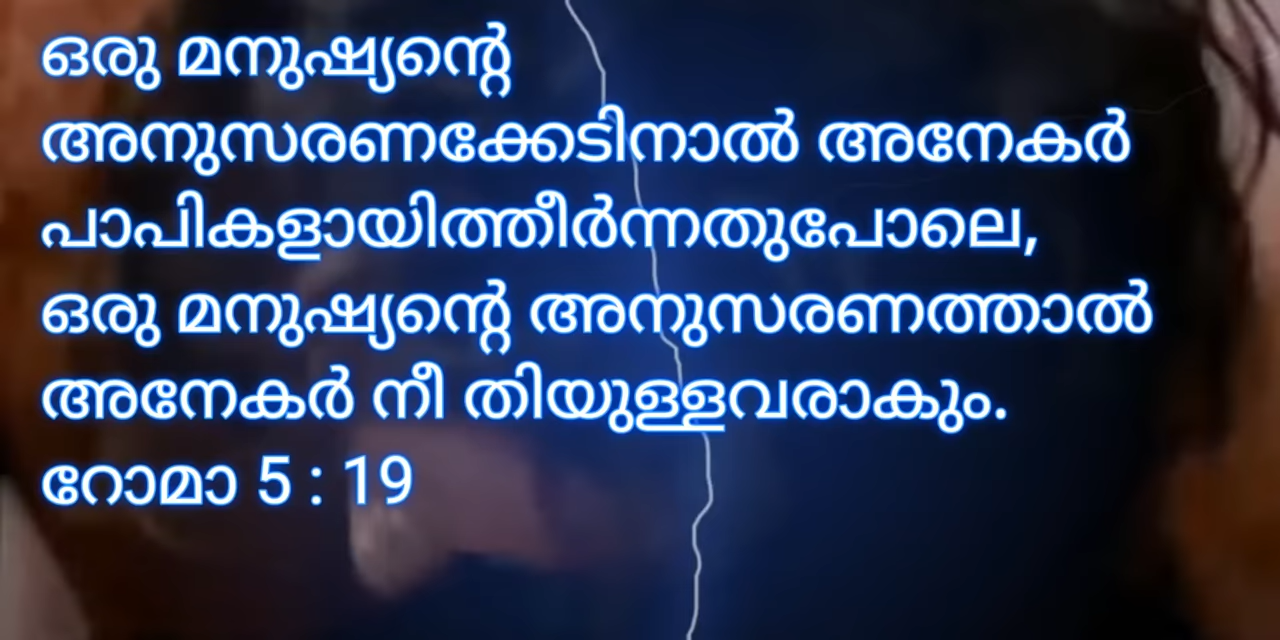 ഒരു മനുഷ്യന്റെ
അനുസരണക്കേടിനാൽ അനേകർ
പാപികളായിത്തീർന്നതുപോലെ,
ഒരു മനുഷ്യന്റെ അനുസരണത്താൽ
അനേകർ നീ തിയുള്ളവരാകും.
റോമാ 5 : 19